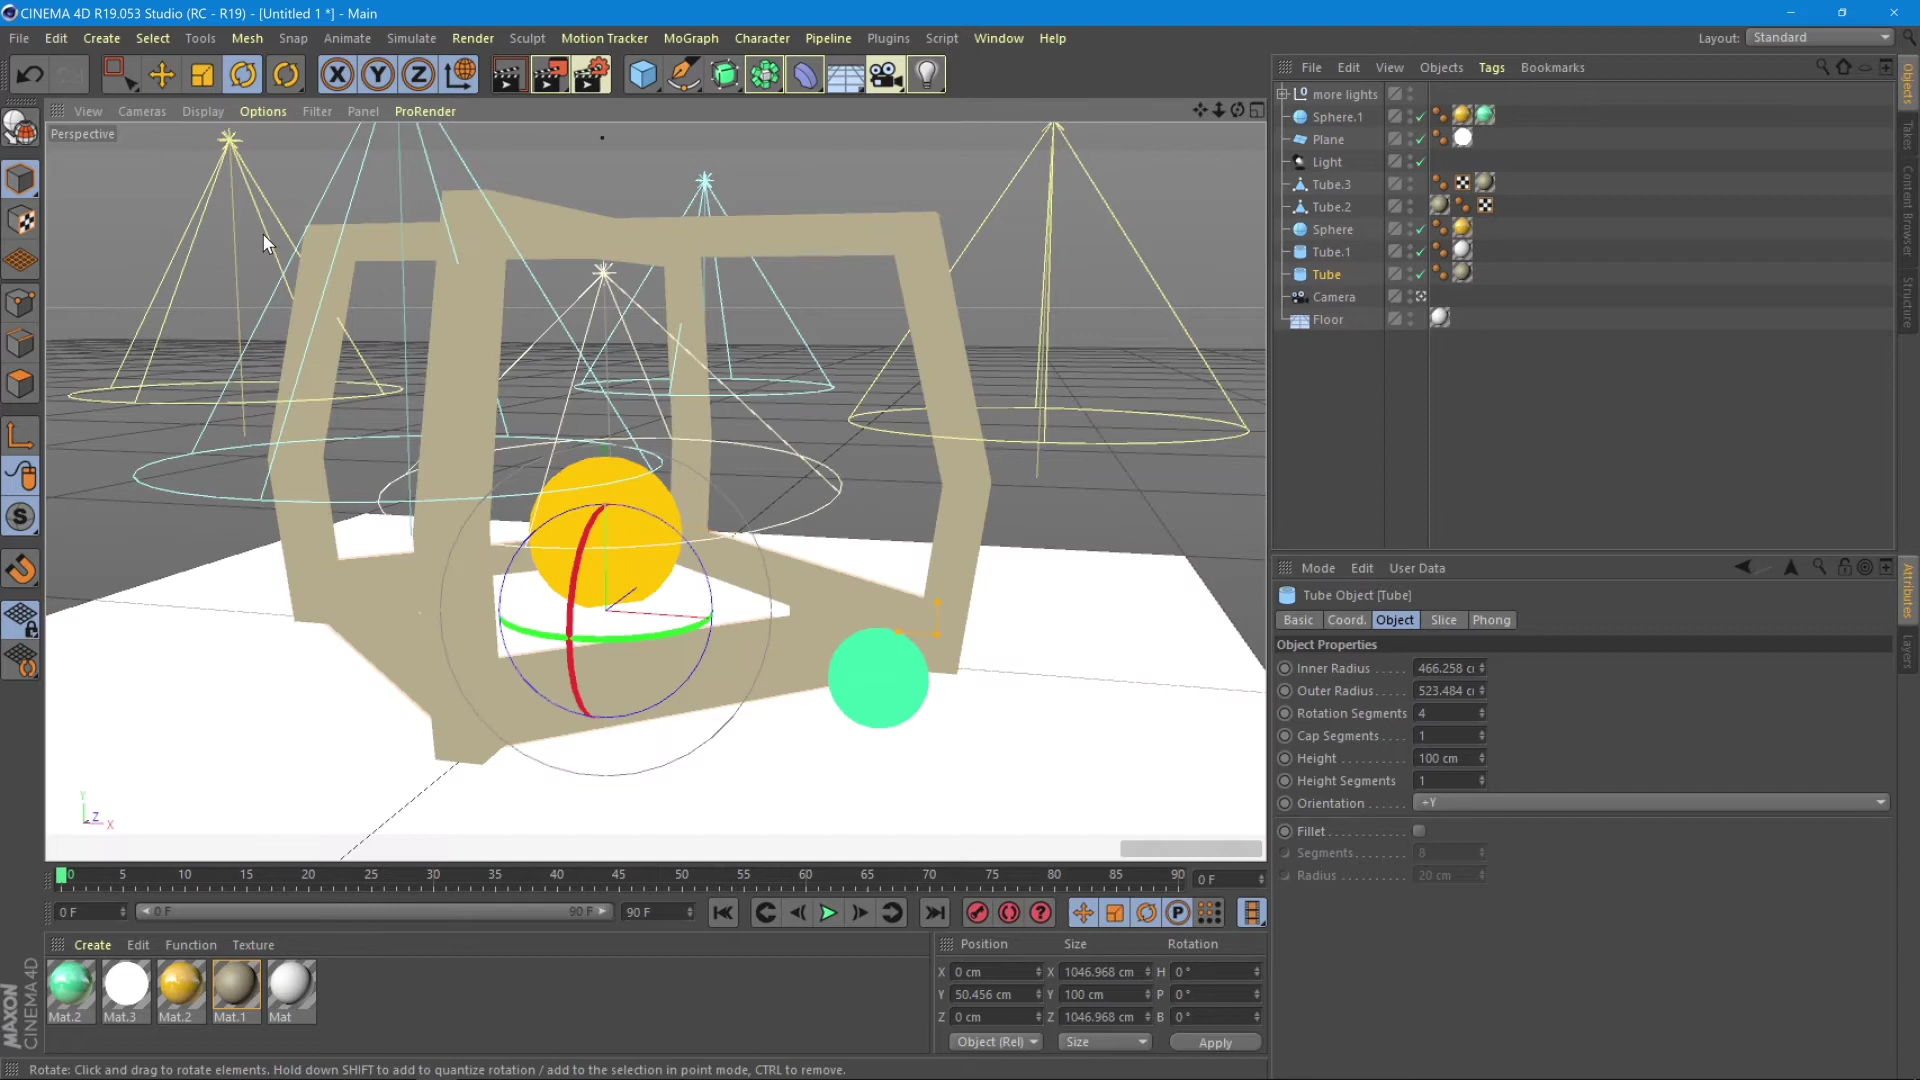 CINEMA 4D R19.053 Studio (RC - R19) - [Untitled 1 *] - Main
File Edit Create Select Tools Mesh Snap Animate Simulate Render Sculpt Motion Tracker MoGraph Character Pipeline Plugins Script Window Help
Layout: Standard
View Cameras Display Options Filter Panel ProRender
Perspective
Y
Z
X
File Edit View Objects Tags Bookmarks
more lights
Sphere.1
Plane
Light
Tube.3
Tube.2
Sphere
Tube.1
Tube
Camera
Floor
Objects
Takes
Content Browser
Structure
Mode Edit User Data
Tube Object [Tube]
Basic Coord. Object Slice Phong
Object Properties
Inner Radius 466.258 c
Outer Radius 523.484 c
Rotation Segments 4
Cap Segments 1
Height 100 cm
Height Segments 1
Orientation +Y
Fillet
Segments 8
Radius 20 cm
Attributes
Layers
0 5 10 15 20 25 30 35 40 45 50 55 60 65 70 75 80 85 90 0 F
0 F 0 F 90 F 90 F
Create Edit Function Texture
Mat.2 Mat.3 Mat.2 Mat.1 Mat
Position Size Rotation
X 0 cm X 1046.968 cm H 0 °
Y 50.456 cm Y 100 cm P 0 °
Z 0 cm Z 1046.968 cm B 0 °
Object (Rel) Size Apply
MAXON
CINEMA 4D
Rotate: Click and drag to rotate elements. Hold down SHIFT to add to quantize rotation / add to the selection in point mode, CTRL to remove.